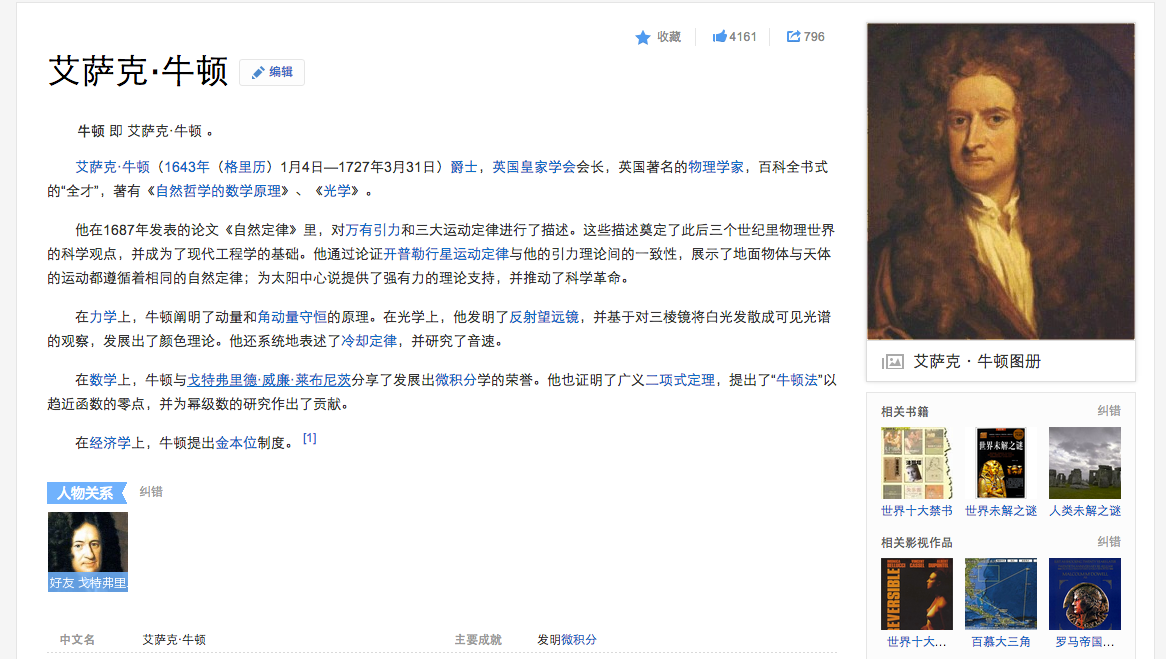 收藏
4161
796
艾萨克·牛顿
编辑
牛顿 即 艾萨克·牛顿 。
艾萨克·牛顿（1643年（格里历）1月4日—1727年3月31日）爵士，英国皇家学会会长，英国著名的物理学家，百科全书式
的“全才”，著有《自然哲学的数学原理》、《光学》。
他在1687年发表的论文《自然定律》里，对万有引力和三大运动定律进行了描述。这些描述奠定了此后三个世纪里物理世界
的科学观点，并成为了现代工程学的基础。他通过论证开普勒行星运动定律与他的引力理论间的一致性，展示了地面物体与天体
的运动都遵循着相同的自然定律；为太阳中心说提供了强有力的理论支持，并推动了科学革命。
在力学上，牛顿阐明了动量和角动量守恒的原理。在光学上，他发明了反射望远镜，并基于对三棱镜将白光发散成可见光谱
的观察，发展出了颜色理论。他还系统地表述了冷却定律，并研究了音速。
在数学上，牛顿与戈特弗里德·威廉·莱布尼茨分享了发展出微积分学的荣誉。他也证明了广义二项式定理，提出了“牛顿法”以
趋近函数的零点，并为幂级数的研究作出了贡献。
在经济学上，牛顿提出金本位制度。 [1]
人物关系
纠错
好友 戈特弗里
中文名
艾萨克·牛顿
主要成就
发明微积分
艾萨克·牛顿图册
相关书籍
纠错
世界未解之谜
世界十大禁书
世界未解之谜
人类未解之谜
相关影视作品
纠错
世界十大...
百慕大三角
罗马帝国...